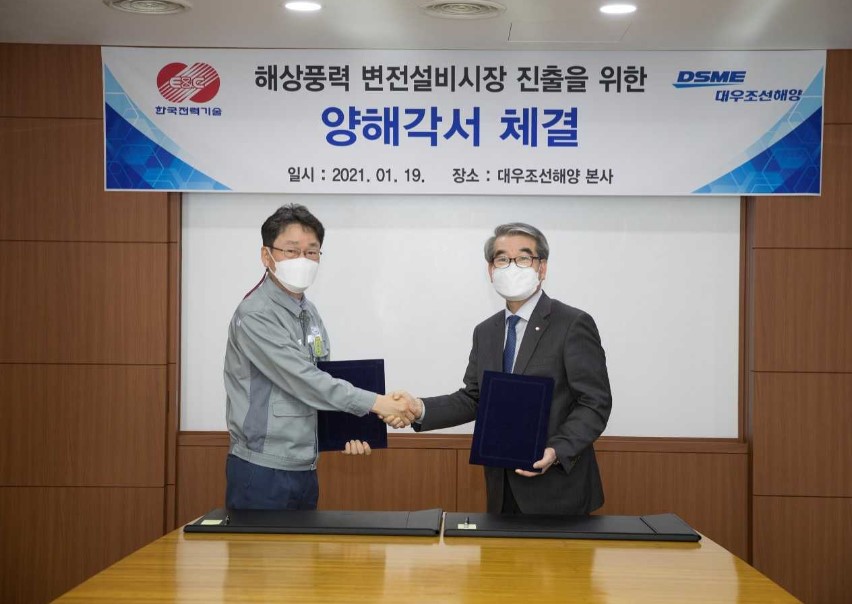 해상풍력 변전설비시장 진출을 위한
양해각서 체결
일시 : 2021. 01. 19. 장소 : 대우조선해양 본사
E&C
한국전력기술
DSME
대우조선해양